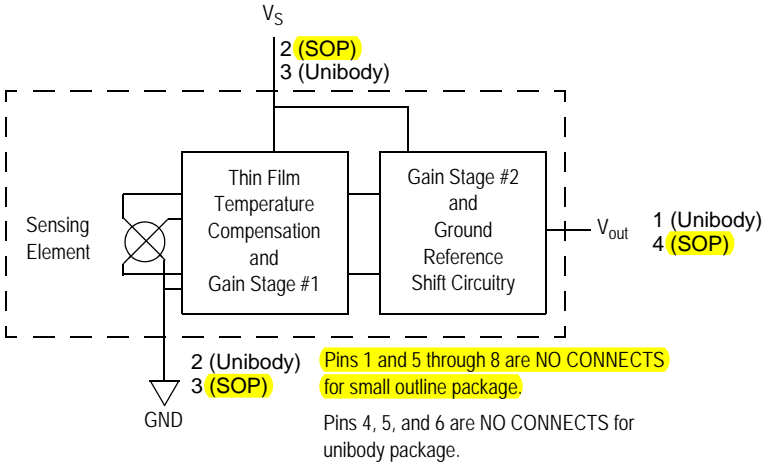 VS
2 (SOP)
3 (Unibody)
Sensing
Element
Thin Film
Temperature
Compensation
and
Gain Stage #1
Gain Stage #2
and
Ground
Reference
Shift Circuitry
Vout
1 (Unibody)
4 (SOP)
2 (Unibody)
3 (SOP)
GND
Pins 1 and 5 through 8 are NO CONNECTS
for small outline package.
Pins 4, 5, and 6 are NO CONNECTS for
unibody package.